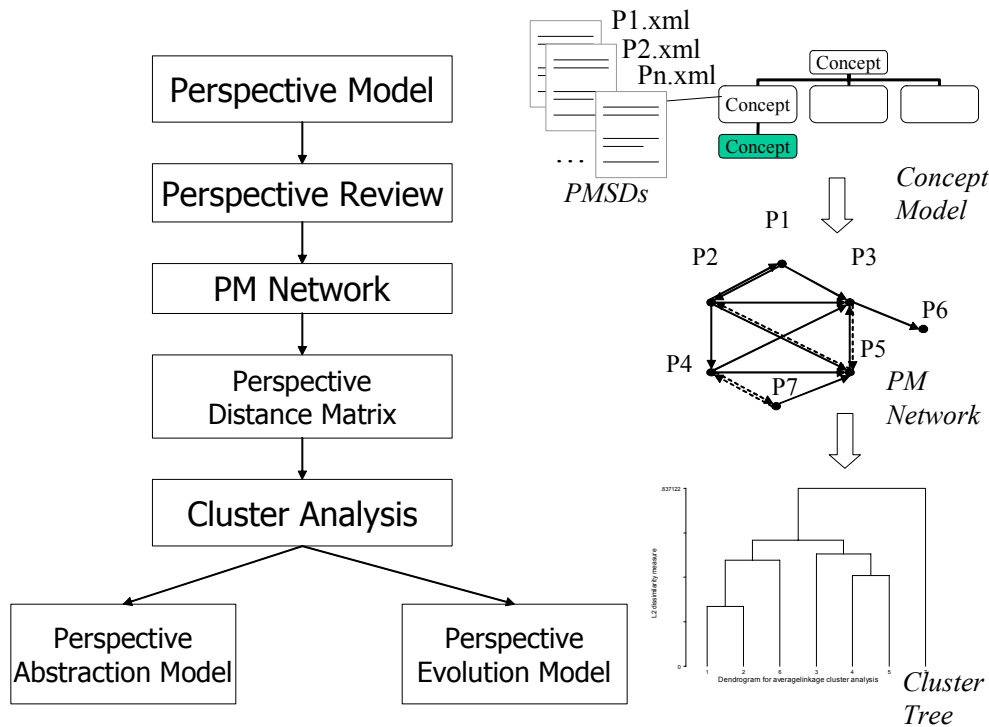 Perspective Model
Perspective Review
PM Network
Perspective
Distance Matrix
Cluster Analysis
Perspective
Abstraction Model
Perspective
Evolution Model
P1.xml
P2.xml
Pn.xml
...
PMSDs
Concept
Concept
Concept
Concept
Model
P1
P2
P3
P6
P4
P5
P7
PM
Network
.837122
L2 dissimilarity measure
0
1 2 6 3 4 5
Dendrogram for averagelinkage cluster analysis
Cluster
Tree